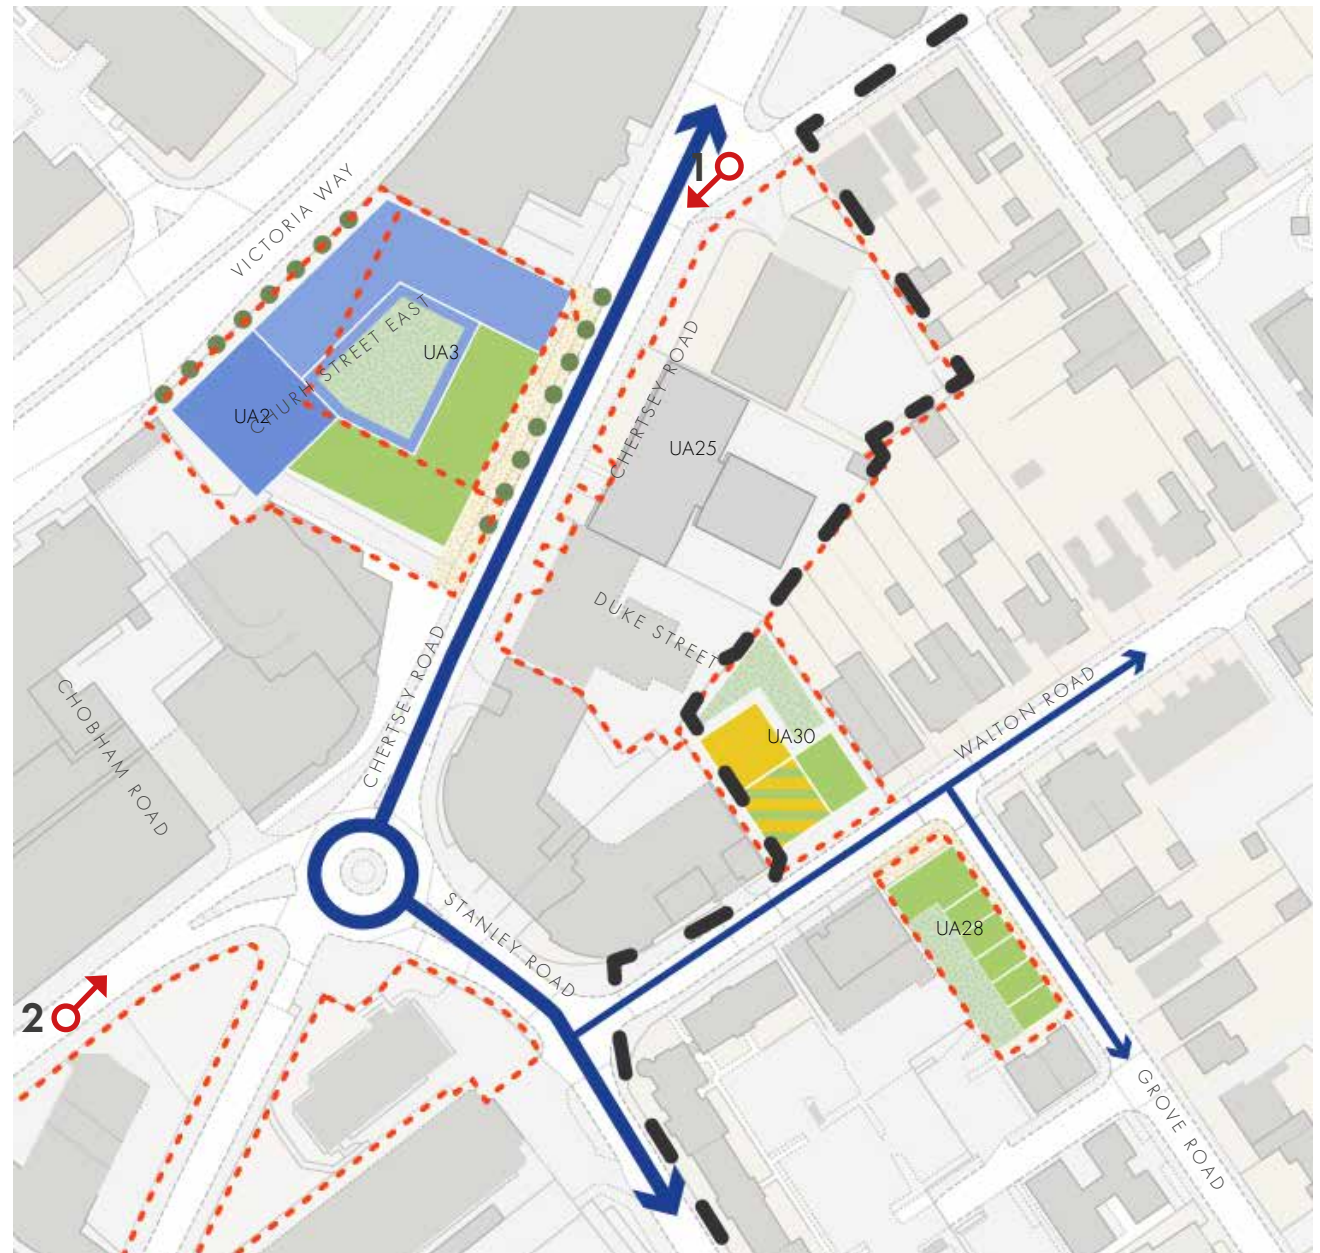 VICTORIA WAY
1
CHURH STREET EAST
UA3
UA2
CHERTSEY ROAD
UA25
DUKE STREET
CHERTSEY ROAD
CHOBHAM ROAD
WALTON ROAD
UA30
STANLEY ROAD
UA28
2
GROVE ROAD